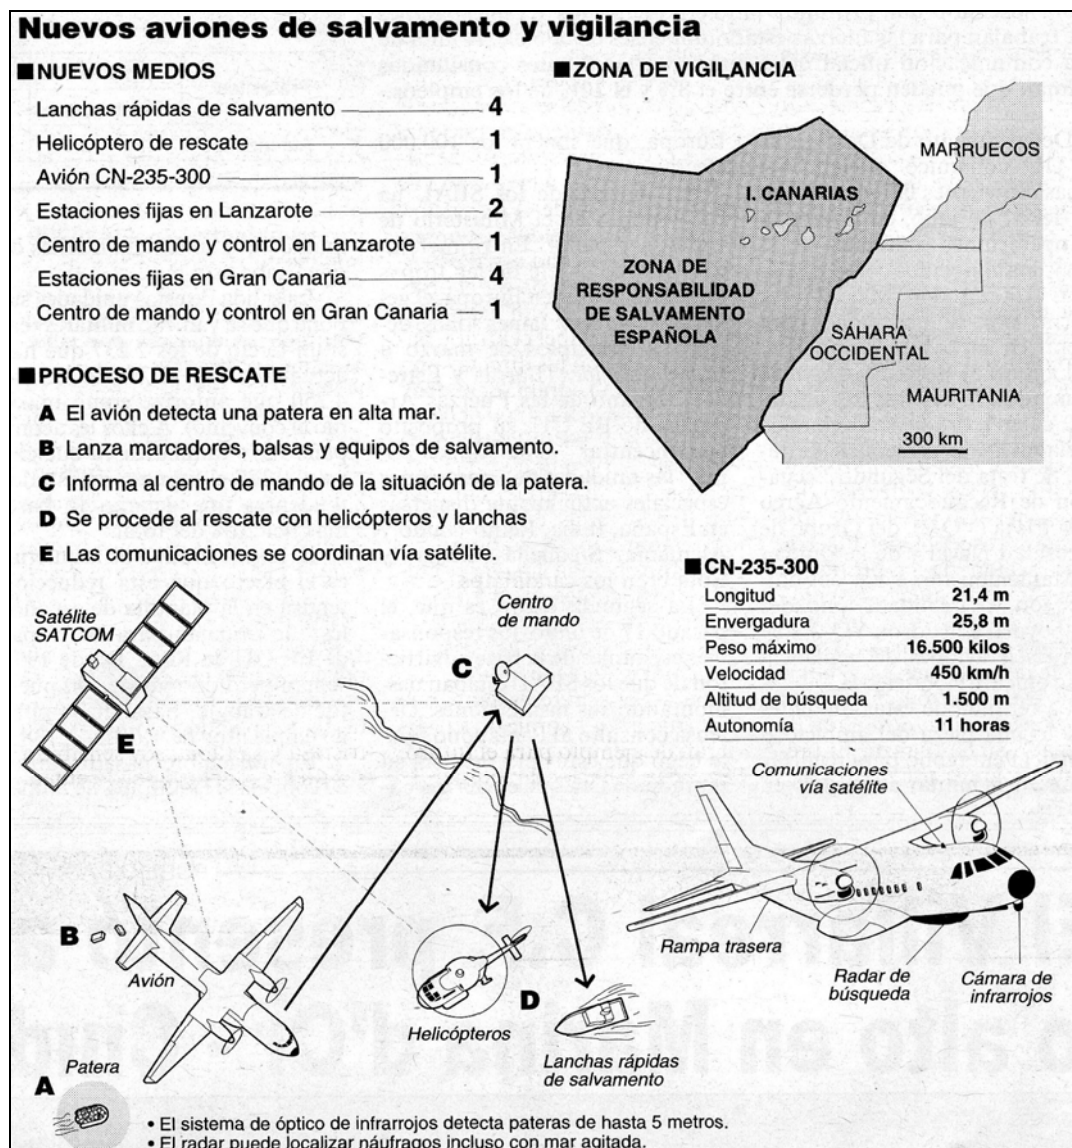 Nuevos aviones de salvamento y vigilancia
NUEVOS MEDIOS
Lanchas rápidas de salvamento 4
Helicóptero de rescate 1
Avión CN-235-300 1
Estaciones fijas en Lanzarote 2
Centro de mando y control en Lanzarote 1
Estaciones fijas en Gran Canaria 4
Centro de mando y control en Gran Canaria 1
PROCESO DE RESCATE
A El avión detecta una patera en alta mar.
B Lanza marcadores, balsas y equipos de salvamento.
C Informa al centro de mando de la situación de la patera.
D Se procede al rescate con helicópteros y lanchas
E Las comunicaciones se coordinan vía satélite.
ZONA DE VIGILANCIA
MARRUECOS
I. CANARIAS
ZONA DE
RESPONSABILIDAD
DE SALVAMENTO
ESPAÑOLA
SÁHARA
OCCIDENTAL
MAURITANIA
300 km
CN-235-300
Longitud 21,4 m
Envergadura 25,8 m
Peso máximo 16.500 kilos
Velocidad 450 km/h
Altitud de búsqueda 1.500 m
Autonomía 11 horas
Satélite
SATCOM
E
Centro
de mando
C
B
Avión
Helicópteros
D
Lanchas rápidas
de salvamento
Patera
A
Comunicaciones
vía satélite
Rampa trasera
Radar de
búsqueda
Cámara de
infrarrojos
• El sistema de óptico de infrarrojos detecta pateras de hasta 5 metros.
• El radar puede localizar náufragos incluso con mar agitada.